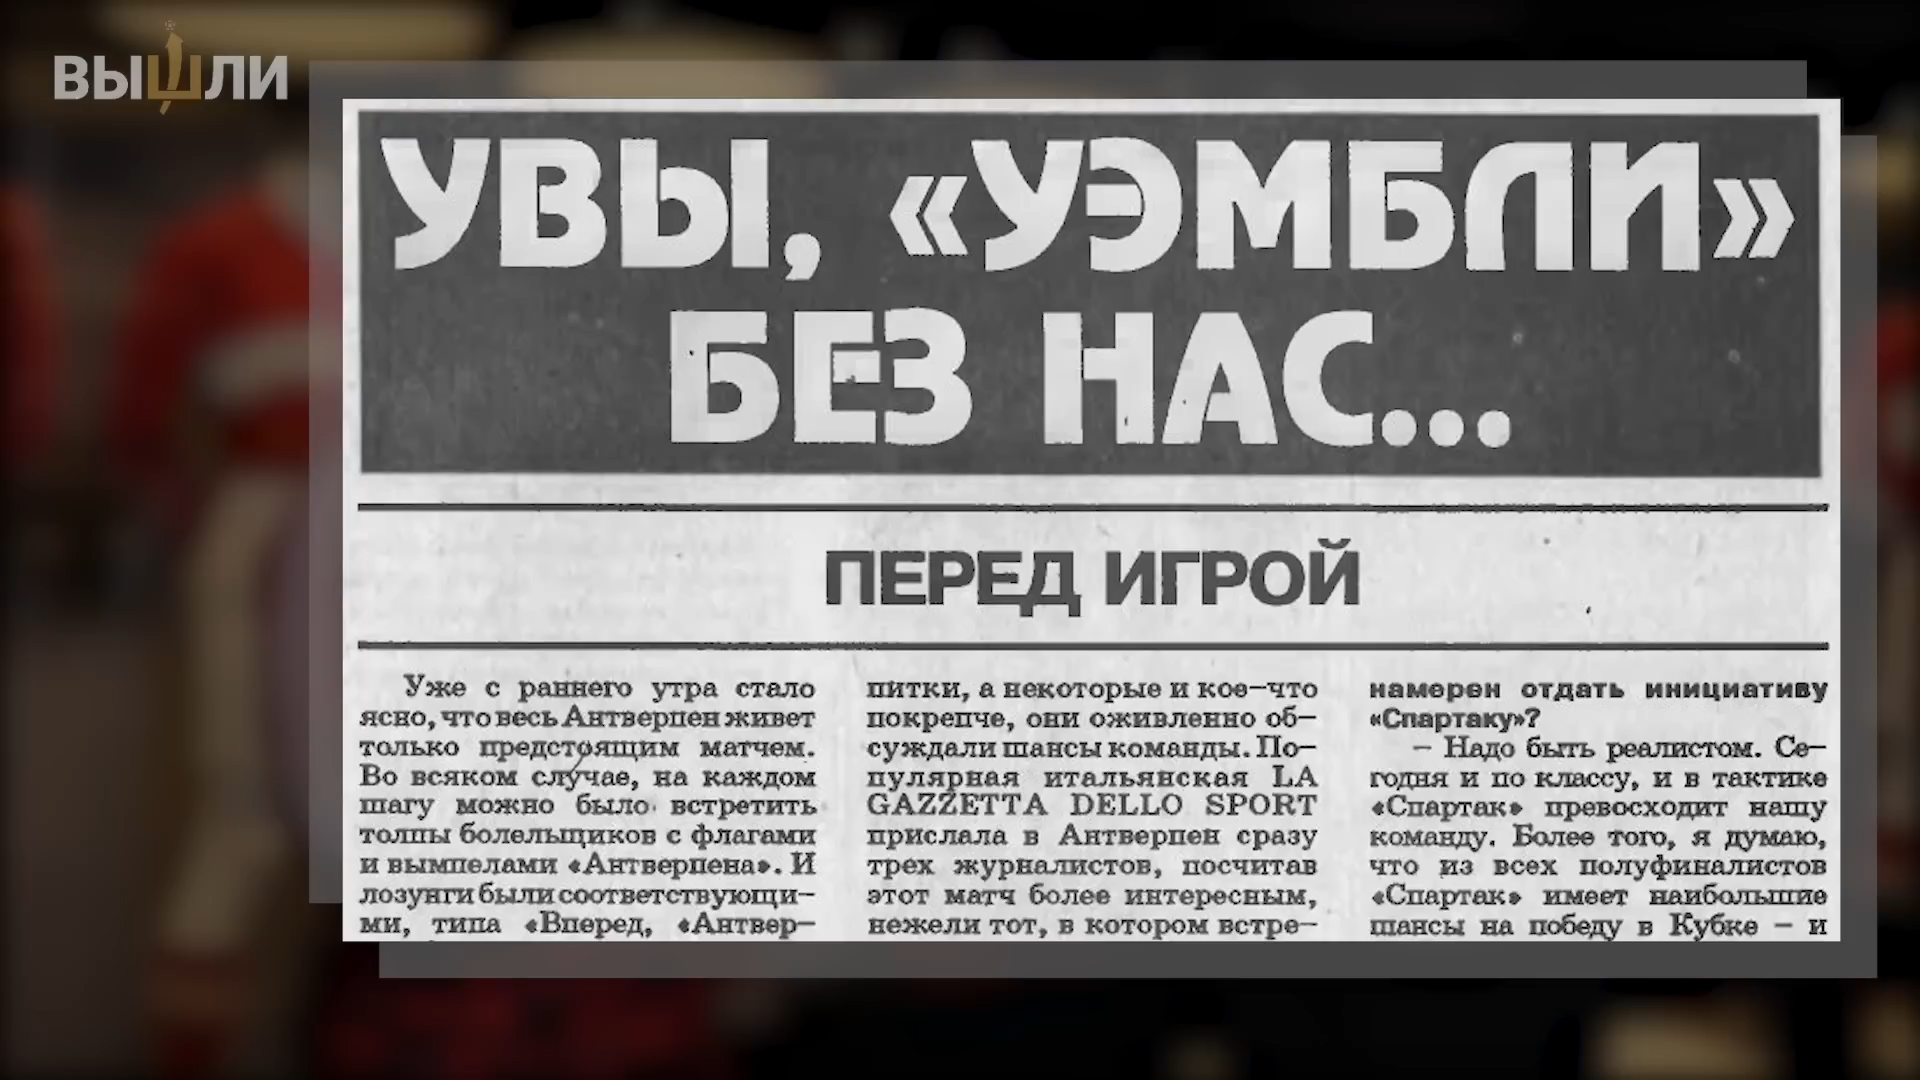 ВЫШЛИ
УВЫ, «УЭМБЛИ»
БЕЗ НАС...
ПЕРЕД ИГРОЙ
Уже с раннего утра стало
ясно, что весь Антверпен живет
только предстоящим матчем.
Во всяком случае, на каждом
шагу можно было встретить
толпы болельщиков с флагами
и вымпелами «Антверпена». И
лозунги были соответствующи-
ми, типа «Вперед, «Антвер-
питки, а некоторые и кое-что
покрепче, они оживленно об-
суждали шансы команды. По-
пулярная итальянская LA
GAZZETTA DELLO SPORT
прислала в Антверпен сразу
трех журналистов, посчитав
этот матч более интересным,
нежели тот, в котором встре-
намерен отдать инициативу
«Спартаку»?
– Надо быть реалистом. Се-
годня и по классу, и в тактике
«Спартак» превосходит нашу
команду. Более того, я думаю,
что из всех полуфиналистов
«Спартак» имеет наибольшие
шансы на победу в Кубке – и